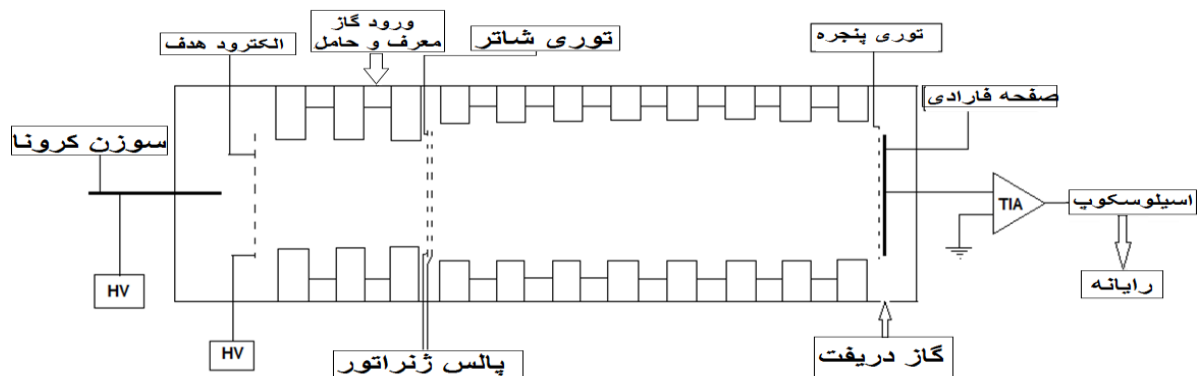 ورود گاز
معرف و حامل
الکترود هدف
توری شاتر
توری پنجره
صفحه فارادی
سوزن کرونا
TIA
اسیلوسکوپ
رایانه
HV
HV
پالس ژنراتور
گاز دریفت